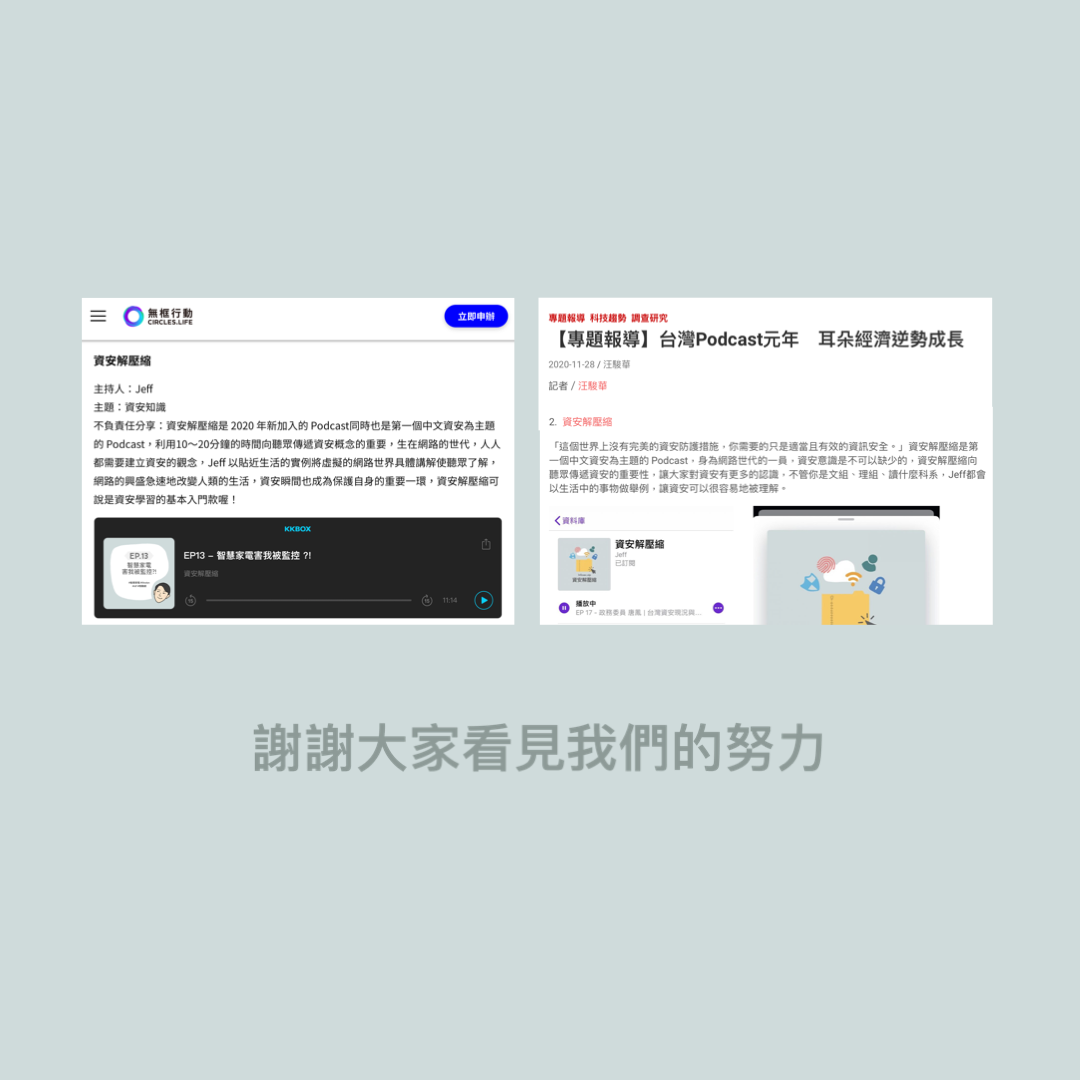 無框行動
CIRCLES.LIFE
立即申辦
資安解壓縮
主持人：Jeff
主題：資安知識
不負責任分享：資安解壓縮是 2020 年新加入的 Podcast同時也是第一個中文資安為主題
的 Podcast，利用10～20分鐘的時間向聽眾傳遞資安概念的重要，生在網路的世代，人人
都需要建立資安的觀念，Jeff 以貼近生活的實例將虛擬的網路世界具體講解使聽眾了解，
網路的興盛急速地改變人類的生活，資安瞬間也成為保護自身的重要一環，資安解壓縮可
說是資安學習的基本入門款喔！
KKBOX
EP.13
智慧家電
害我被監控?!
EP13 – 智慧家電害我被監控 ?!
資安解壓縮
15
15
11:14
專題報導 科技趨勢 調查研究
【專題報導】台灣Podcast元年　耳朵經濟逆勢成長
2020-11-28 / 汪駿華
記者 / 汪駿華
2. 資安解壓縮
「這個世界上沒有完美的資安防護措施，你需要的只是適當且有效的資訊安全。」資安解壓縮是第
一個中文資安為主題的 Podcast，身為網路世代的一員，資安意識是不可以缺少的，資安解壓縮向
聽眾傳遞資安的重要性，讓大家對資安有更多的認識，不管你是文組、理組、讀什麼科系，Jeff都會
以生活中的事物做舉例，讓資安可以很容易地被理解。
資料庫
資安解壓縮
資安解壓縮
Jeff
已訂閱
播放中
EP 17 - 政務委員 唐鳳 | 台灣資安現況與...
謝謝大家看見我們的努力